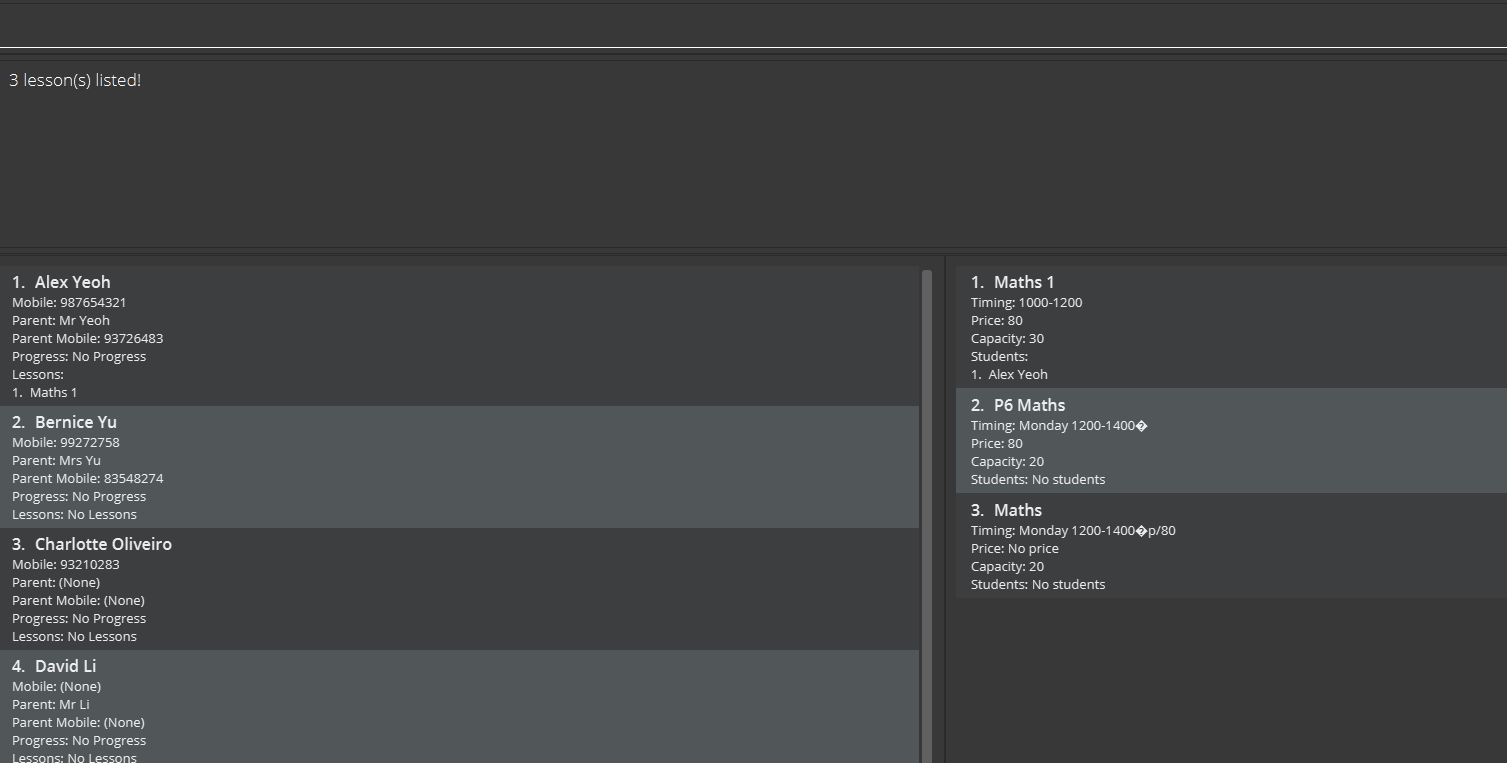 3 lesson(s) listed!
1. Alex Yeoh
Mobile: 987654321
Parent: Mr Yeoh
Parent Mobile: 93726483
Progress: No Progress
Lessons:
1. Maths 1
2. Bernice Yu
Mobile: 99272758
Parent: Mrs Yu
Parent Mobile: 83548274
Progress: No Progress
Lessons: No Lessons
3. Charlotte Oliveiro
Mobile: 93210283
Parent: (None)
Parent Mobile: (None)
Progress: No Progress
Lessons: No Lessons
4. David Li
Mobile: (None)
Parent: Mr Li
Parent Mobile: (None)
Progress: No Progress
Lessons: No Lessons
1. Maths 1
Timing: 1000-1200
Price: 80
Capacity: 30
Students:
1. Alex Yeoh
2. P6 Maths
Timing: Monday 1200-1400�
Price: 80
Capacity: 20
Students: No students
3. Maths
Timing: Monday 1200-1400�p/80
Price: No price
Capacity: 20
Students: No students